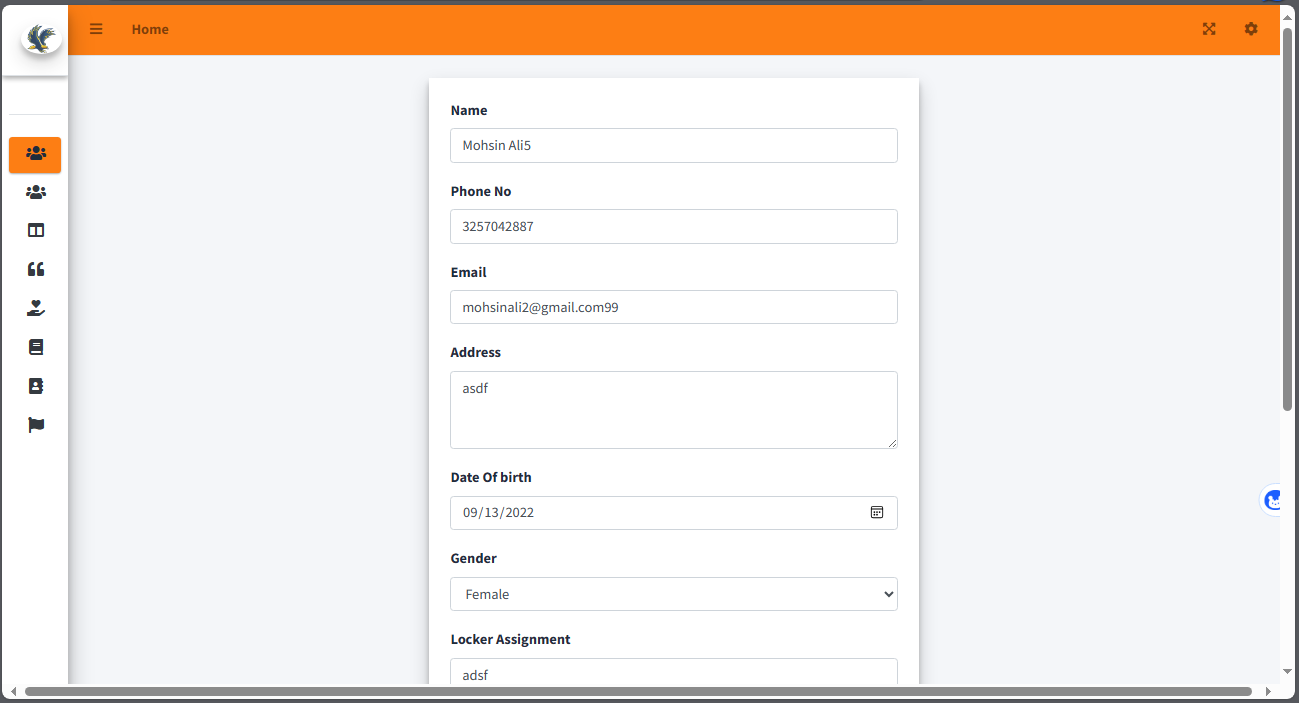 Home
Name
Mohsin Ali5
Phone No
3257042887
Email
mohsinali2@gmail.com99
Address
asdf
Date Of birth
09/13/2022
Gender
Female
Locker Assignment
adsf